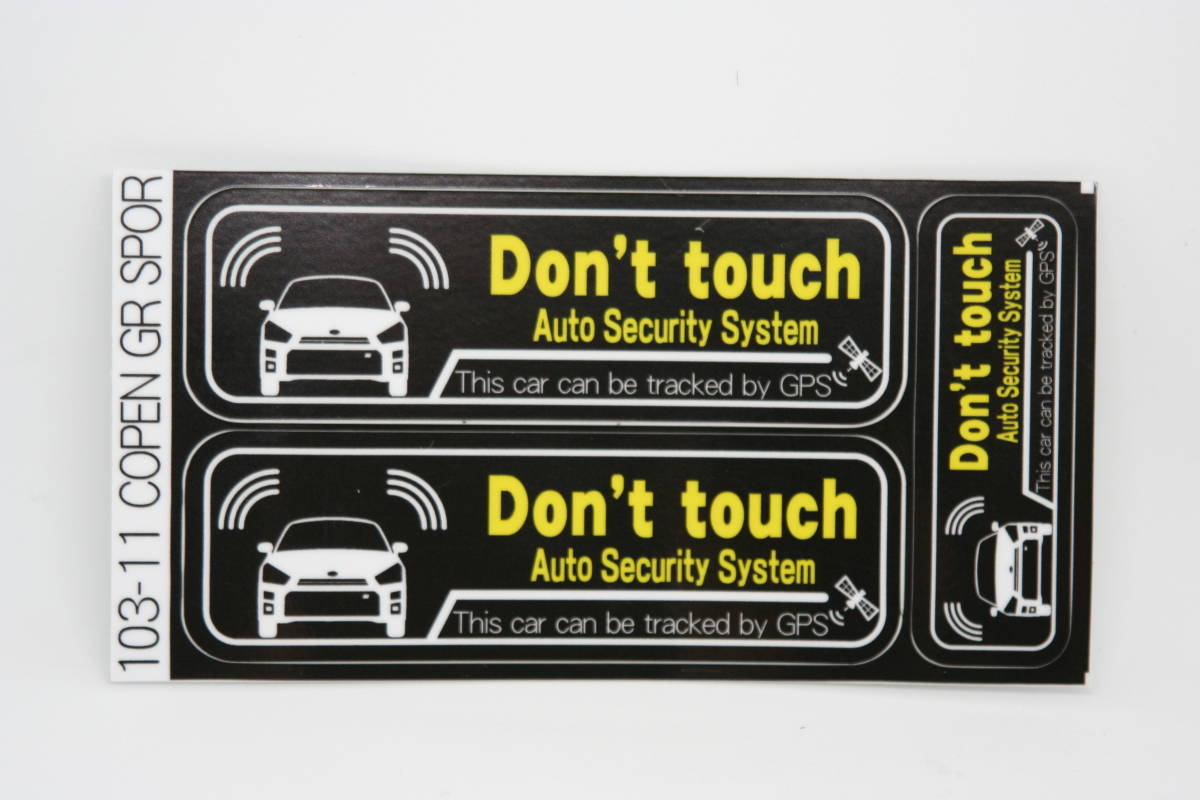 103-11 COPEN GR SPOR
Don't touch
Auto Security System
This car can be tracked by GPS
Don't touch
Auto Security System
This car can be tracked by GPS
Don't touch
Auto Security System
This car can be tracked by GPS